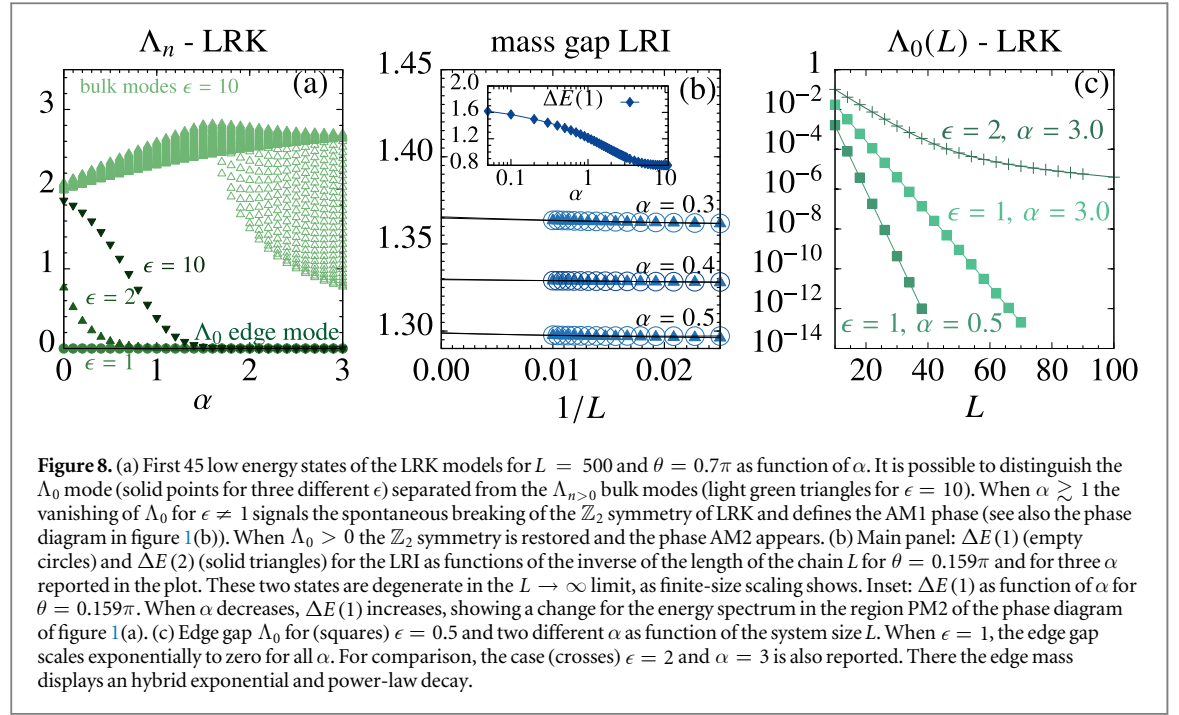 Λₙ - LRK
mass gap LRI
Λ₀(L) - LRK
bulk modes ϵ = 10
(a)
3
2
1
0
ϵ = 10
ϵ = 2
Λ₀ edge mode
ϵ = 1
0
1
2
3
α
1.45
1.40
1.35
1.30
(b)
2.0
1.6
1.2
0.8
ΔE(1)
0.1
1
10
α
α = 0.3
α = 0.4
α = 0.5
0.00
0.01
0.02
1/L
(c)
1
10⁻²
10⁻⁴
10⁻⁶
10⁻⁸
10⁻¹⁰
10⁻¹²
10⁻¹⁴
ϵ = 2, α = 3.0
ϵ = 1, α = 3.0
ϵ = 1, α = 0.5
20
40
60
80
100
L
Figure 8. (a) First 45 low energy states of the LRK models for L = 500 and θ = 0.7π as function of α. It is possible to distinguish the
Λ₀ mode (solid points for three different ϵ) separated from the Λₙ>₀ bulk modes (light green triangles for ϵ = 10). When α ≳ 1 the
vanishing of Λ₀ for ϵ ≠ 1 signals the spontaneous breaking of the ℤ₂ symmetry of LRK and defines the AM1 phase (see also the phase
diagram in figure 1(b)). When Λ₀ > 0 the ℤ₂ symmetry is restored and the phase AM2 appears. (b) Main panel: ΔE(1) (empty
circles) and ΔE(2) (solid triangles) for the LRI as functions of the inverse of the length of the chain L for θ = 0.159π and for three α
reported in the plot. These two states are degenerate in the L → ∞ limit, as finite-size scaling shows. Inset: ΔE(1) as function of α for
θ = 0.159π. When α decreases, ΔE(1) increases, showing a change for the energy spectrum in the region PM2 of the phase diagram
of figure 1(a). (c) Edge gap Λ₀ for (squares) ϵ = 0.5 and two different α as function of the system size L. When ϵ = 1, the edge gap
scales exponentially to zero for all α. For comparison, the case (crosses) ϵ = 2 and α = 3 is also reported. There the edge mass
displays an hybrid exponential and power-law decay.